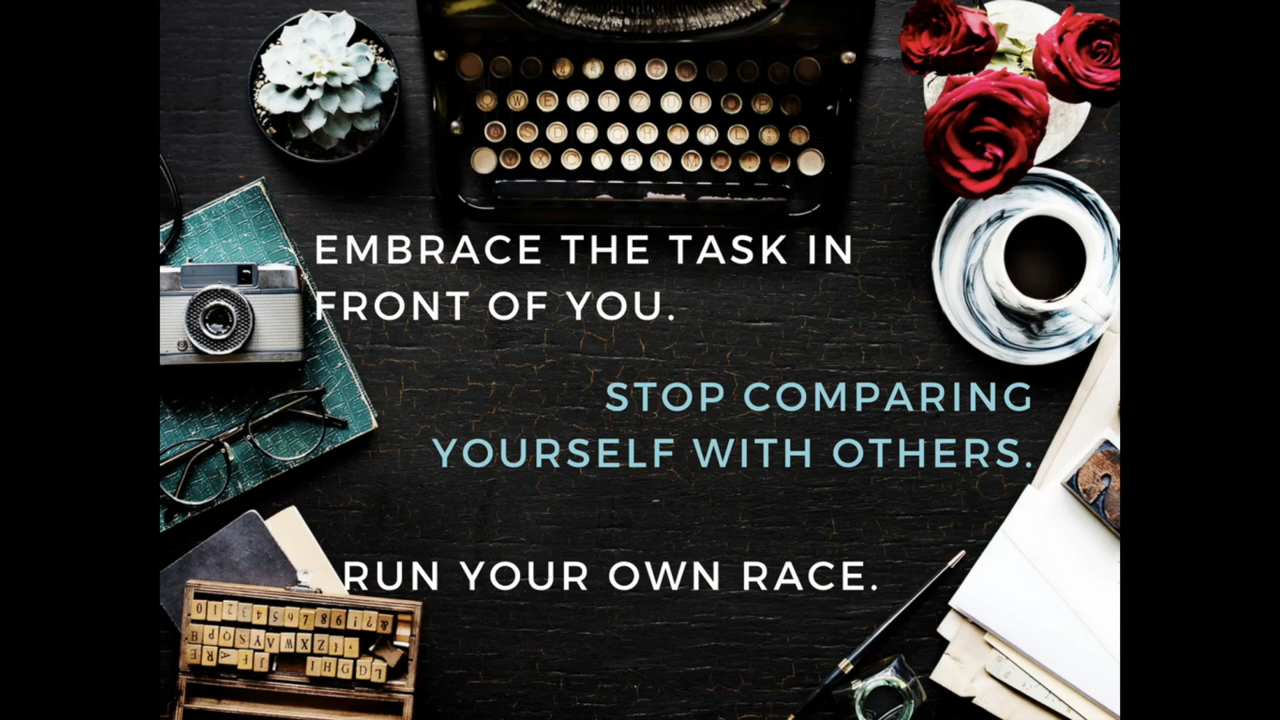 EMBRACE THE TASK IN
FRONT OF YOU.
STOP COMPARING
YOURSELF WITH OTHERS.
RUN YOUR OWN RACE.